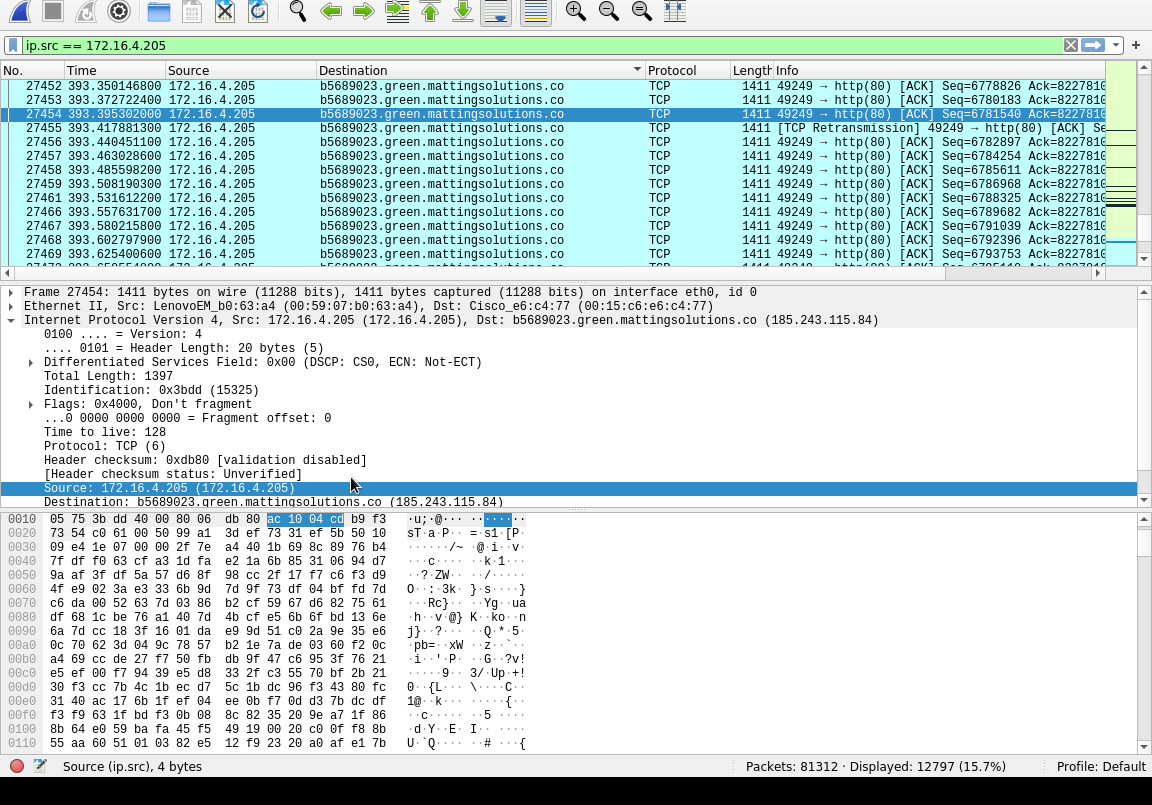 ip.src == 172.16.4.205
No. Time Source Destination Protocol Length Info
27452 393.350146800 172.16.4.205 b5689023.green.mattingsolutions.co TCP 1411 49249 → http(80) [ACK] Seq=6778826 Ack=8227810
27453 393.372722400 172.16.4.205 b5689023.green.mattingsolutions.co TCP 1411 49249 → http(80) [ACK] Seq=6780183 Ack=8227810
27454 393.395302000 172.16.4.205 b5689023.green.mattingsolutions.co TCP 1411 49249 → http(80) [ACK] Seq=6781540 Ack=8227810
27455 393.417881300 172.16.4.205 b5689023.green.mattingsolutions.co TCP 1411 [TCP Retransmission] 49249 → http(80) [ACK] Se
27456 393.440451100 172.16.4.205 b5689023.green.mattingsolutions.co TCP 1411 49249 → http(80) [ACK] Seq=6782897 Ack=8227810
27457 393.463028600 172.16.4.205 b5689023.green.mattingsolutions.co TCP 1411 49249 → http(80) [ACK] Seq=6784254 Ack=8227810
27458 393.485598200 172.16.4.205 b5689023.green.mattingsolutions.co TCP 1411 49249 → http(80) [ACK] Seq=6785611 Ack=8227810
27459 393.508190300 172.16.4.205 b5689023.green.mattingsolutions.co TCP 1411 49249 → http(80) [ACK] Seq=6786968 Ack=8227810
27461 393.531612200 172.16.4.205 b5689023.green.mattingsolutions.co TCP 1411 49249 → http(80) [ACK] Seq=6788325 Ack=8227810
27466 393.557631700 172.16.4.205 b5689023.green.mattingsolutions.co TCP 1411 49249 → http(80) [ACK] Seq=6789682 Ack=8227810
27467 393.580215800 172.16.4.205 b5689023.green.mattingsolutions.co TCP 1411 49249 → http(80) [ACK] Seq=6791039 Ack=8227810
27468 393.602797900 172.16.4.205 b5689023.green.mattingsolutions.co TCP 1411 49249 → http(80) [ACK] Seq=6792396 Ack=8227810
27469 393.625400600 172.16.4.205 b5689023.green.mattingsolutions.co TCP 1411 49249 → http(80) [ACK] Seq=6793753 Ack=8227810
Frame 27454: 1411 bytes on wire (11288 bits), 1411 bytes captured (11288 bits) on interface eth0, id 0
Ethernet II, Src: LenovoEM_b0:63:a4 (00:59:07:b0:63:a4), Dst: Cisco_e6:c4:77 (00:15:c6:e6:c4:77)
Internet Protocol Version 4, Src: 172.16.4.205 (172.16.4.205), Dst: b5689023.green.mattingsolutions.co (185.243.115.84)
0100 .... = Version: 4
.... 0101 = Header Length: 20 bytes (5)
Differentiated Services Field: 0x00 (DSCP: CS0, ECN: Not-ECT)
Total Length: 1397
Identification: 0x3bdd (15325)
Flags: 0x4000, Don't fragment
...0 0000 0000 0000 = Fragment offset: 0
Time to live: 128
Protocol: TCP (6)
Header checksum: 0xdb80 [validation disabled]
[Header checksum status: Unverified]
Source: 172.16.4.205 (172.16.4.205)
Destination: b5689023.green.mattingsolutions.co (185.243.115.84)
0010 05 75 3b dd 40 00 80 06 db 80 ac 10 04 cd b9 f3 ·u;·@··· ········
0020 73 54 c0 61 00 50 99 a1 3d ef 73 31 ef 5b 50 10 sT·a·P·· =·s1·[P·
0030 09 e4 1e 07 00 00 2f 7e a4 40 1b 69 8c 89 76 b4 ······/~ ·@·i··v·
0040 7f df f0 63 cf a3 1d fa e2 1a 6b 85 31 06 94 d7 ···c···· ··k·1···
0050 9a af 3f df 5a 57 d6 8f 98 cc 2f 17 f7 c6 f3 d9 ··?·ZW·· ··/·····
0060 4f e9 02 3a e3 33 6b 9d 7d 9f 73 df 04 bf fd 7d O··:·3k· }·s····}
0070 c6 da 00 52 63 7d 03 86 b2 cf 59 67 d6 82 75 61 ···Rc}·· ··Yg··ua
0080 df 68 1c be 76 a1 40 7d 4b cf e5 6b 6f bd 13 6e ·h··v·@} K··ko··n
0090 6a 7d cc 18 3f 16 01 da e9 9d 51 c0 2a 9e 35 e6 j}··?··· ··Q·*·5·
00a0 0c 70 62 3d 04 9c 78 57 b2 1e 7a de 03 60 f2 0c ·pb=··xW ··z··`··
00b0 a4 69 cc de 27 f7 50 fb db 9f 47 c6 95 3f 76 21 ·i··'·P· ··G··?v!
00c0 e5 ef 00 f7 94 39 e5 d8 33 2f c3 55 70 bf 2b 21 ·····9·· 3/·Up·+!
00d0 30 f3 cc 7b 4c 1b ec d7 5c 1b dc 96 f3 43 80 fc 0··{L··· \····C··
00e0 31 40 ac 17 6b 1f ef 04 ee 0b f7 0d d3 7b dc df 1@··k··· ·····{··
00f0 f3 f9 63 1f bd f3 0b 08 8c 82 35 20 9e a7 1f 86 ··c····· ··5 ····
0100 8b 64 e0 59 ba fa 45 f5 49 19 00 20 c0 0f f8 8b ·d·Y··E· I·· ····
0110 55 aa 60 51 01 03 82 e5 12 f9 23 20 a0 af e1 7b U·`Q···· ··# ···{
Source (ip.src), 4 bytes Packets: 81312 · Displayed: 12797 (15.7%) Profile: Default